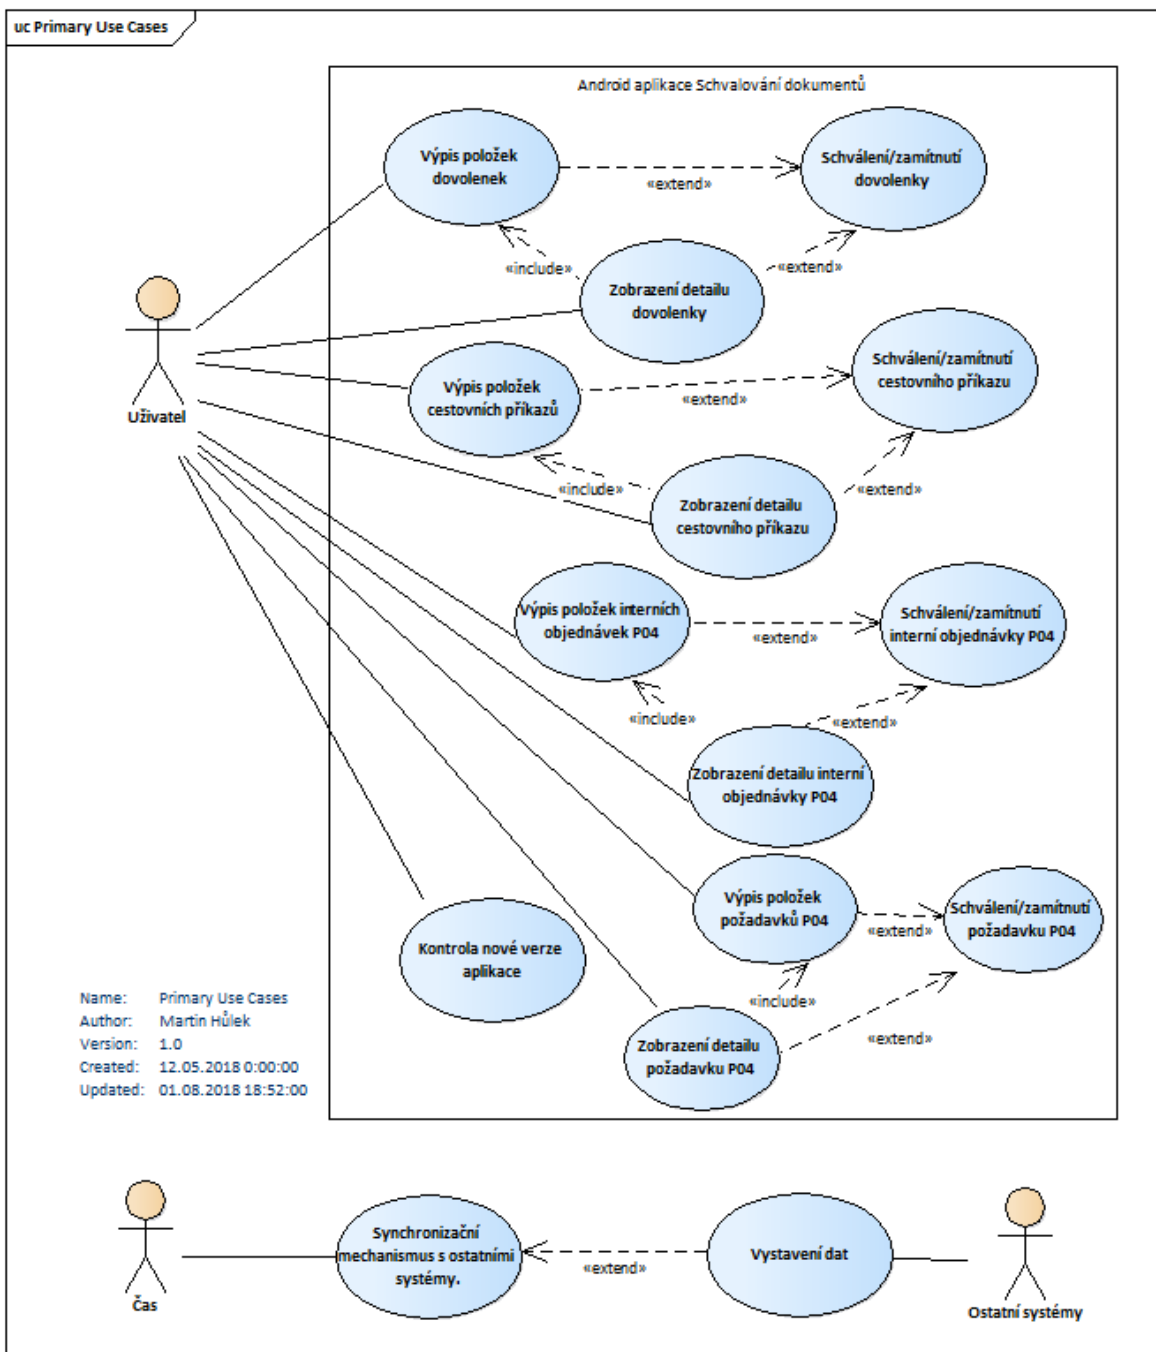 uc Primary Use Cases
Android aplikace Schvalování dokumentů
Výpis položek
dovolenek
«extend»
Schválení/zamítnutí
dovolenky
«include»
«extend»
Zobrazení detailu
dovolenky
Uživatel
Výpis položek
cestovních příkazů
«extend»
Schválení/zamítnutí
cestovního příkazu
«include»
«extend»
Zobrazení detailu
cestovního příkazu
Výpis položek interních
objednávek P04
«extend»
Schválení/zamítnutí
interní objednávky P04
«include»
«extend»
Zobrazení detailu interní
objednávky P04
Výpis položek
požadavků P04
«extend»
Schválení/zamítnutí
požadavku P04
Kontrola nové verze
aplikace
«include»
«extend»
Zobrazení detailu
požadavku P04
Name: Primary Use Cases
Author: Martin Hůlek
Version: 1.0
Created: 12.05.2018 0:00:00
Updated: 01.08.2018 18:52:00
Čas
Synchronizační
mechanismus s ostatními
systémy.
«extend»
Vystavení dat
Ostatní systémy